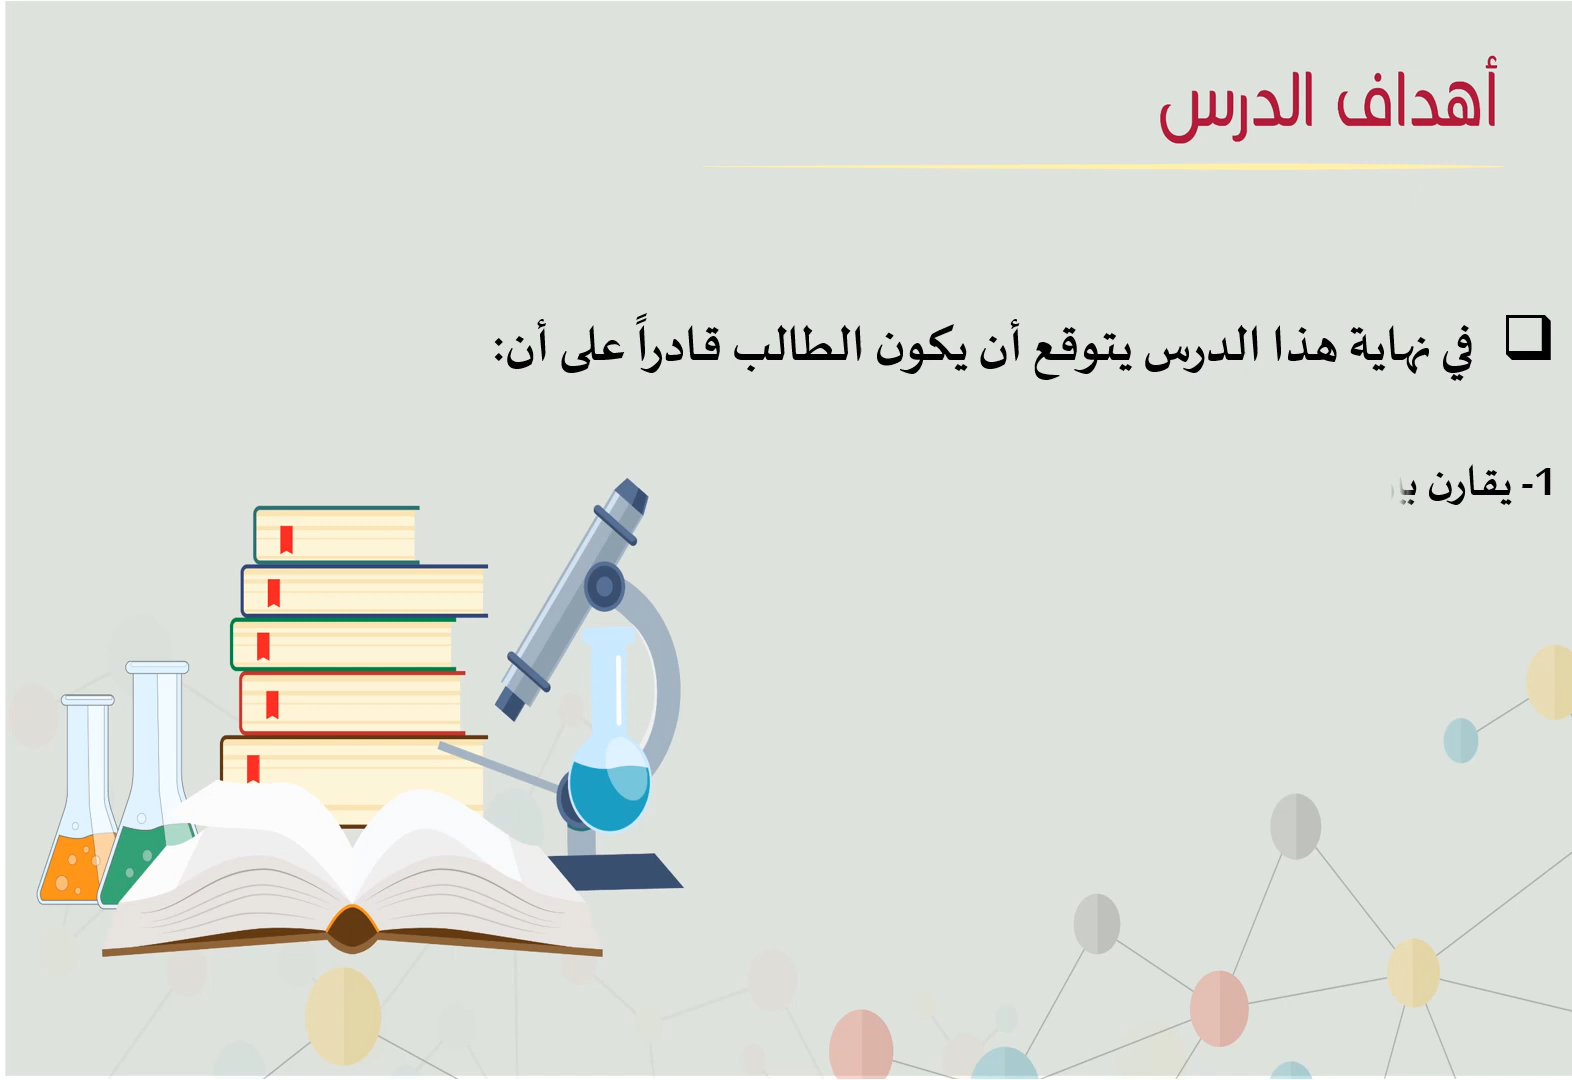 أهداف الدرس
في نهاية هذا الدرس يتوقع أن يكون الطالب قادراً على أن:
1- يقارن